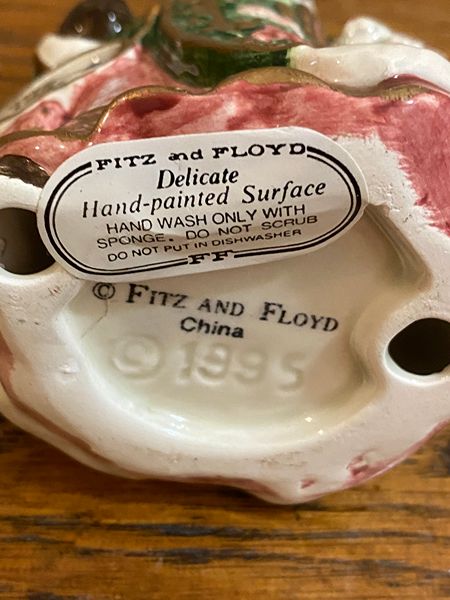 FITZ and FLOYD
Delicate
Hand-painted Surface
HAND WASH ONLY WITH
SPONGE. DO NOT SCRUB
DO NOT PUT IN DISHWASHER
FF
© FITZ AND FLOYD
China
© 1995